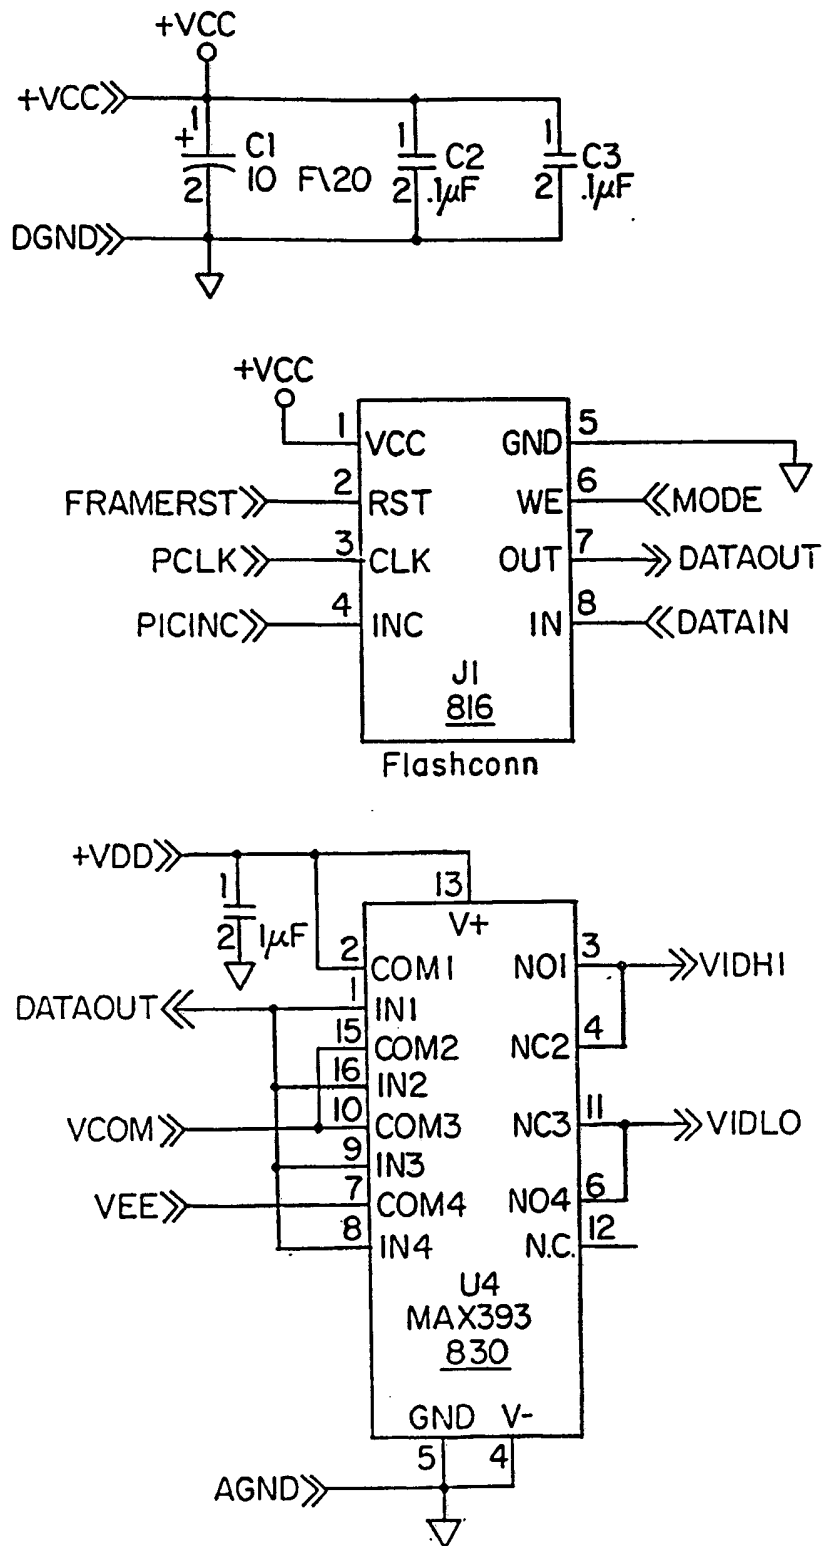 +VCC
+VCC
1 1 1
+ C1 C2 C3
10 F\20 .1µF .1µF
2 2 2
DGND
+VCC
1 VCC GND 5
FRAMERST 2 RST WE 6 MODE
PCLK 3 CLK OUT 7 DATAOUT
PICINC 4 INC IN 8 DATAIN
J1
816
Flashconn
+VDD
1 13
V+
2 1µF
2 COM1 NO1 3 VIDHI
DATAOUT 1 IN1
15 COM2 NC2 4
16 IN2
VCOM 10 COM3 NC3 11 VIDLO
9 IN3
VEE 7 COM4 NO4 6
8 IN4 N.C. 12
U4
MAX393
830
GND V-
5 4
AGND